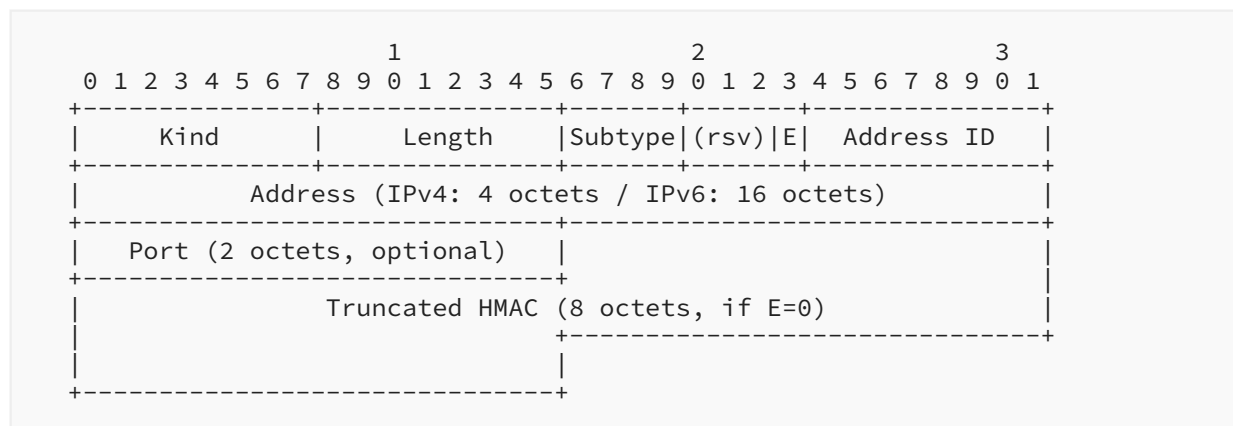 1                   2                   3
 0 1 2 3 4 5 6 7 8 9 0 1 2 3 4 5 6 7 8 9 0 1 2 3 4 5 6 7 8 9 0 1
+---------------+---------------+-------+-------+---------------+
|     Kind      |     Length    |Subtype|(rsv)|E|  Address ID   |
+---------------+---------------+-------+-------+---------------+
|           Address (IPv4: 4 octets / IPv6: 16 octets)          |
+-------------------------------+-------------------------------+
|   Port (2 octets, optional)   |                               |
+-------------------------------+                               |
|                Truncated HMAC (8 octets, if E=0)              |
|                               +-------------------------------+
|                               |
+-------------------------------+